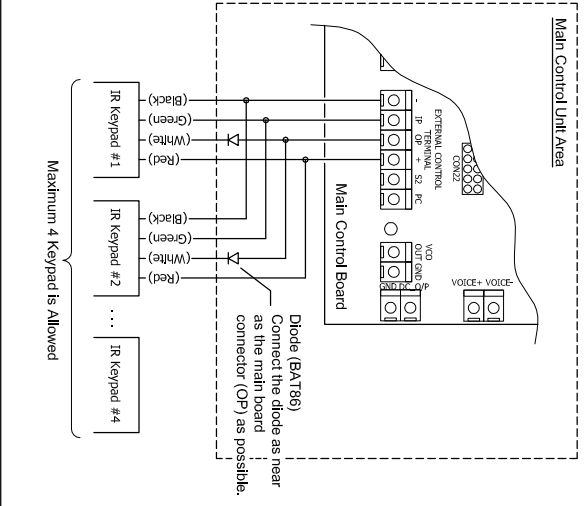 Main Control Unit Area
EXTERNAL CONTROL
TERMINAL
- IP OP + S2 PC
CON22
Main Control Board
VCO
OUT GND
GND DC_O/P
VOICE+ VOICE-
(Black)
(Green)
(White)
(Red)
IR Keypad #1
(Black)
(Green)
(White)
(Red)
IR Keypad #2
...
IR Keypad #4
Maximum 4 Keypad is Allowed
Diode (BAT86)
Connect the diode as near
as the main board
connector (OP) as possible.